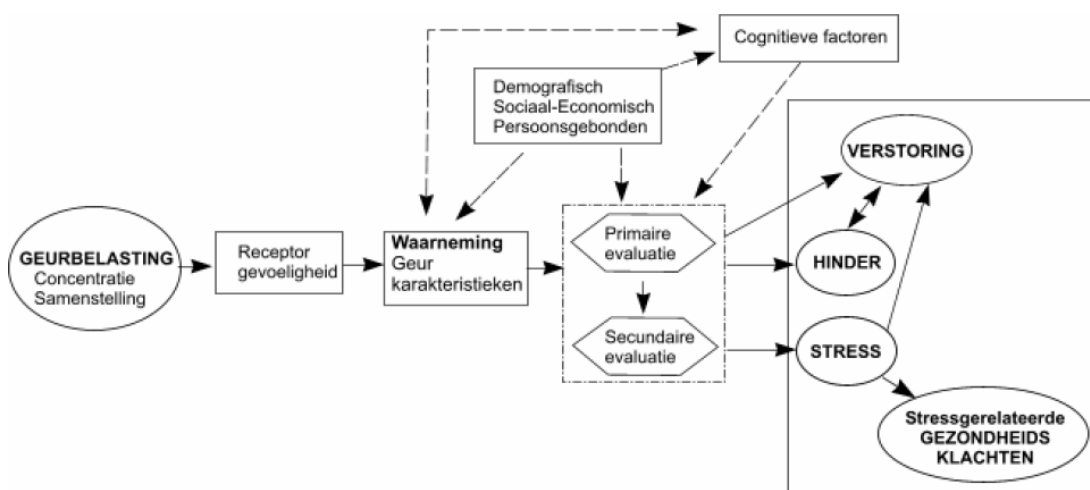 Cognitieve factoren
Demografisch
Sociaal-Economisch
Persoonsgebonden
VERSTORING
GEURBELASTING
Concentratie
Samenstelling
Receptor
gevoeligheid
Waarneming
Geur
karakteristieken
Primaire
evaluatie
HINDER
Secundaire
evaluatie
STRESS
Stressgerelateerde
GEZONDHEIDS
KLACHTEN